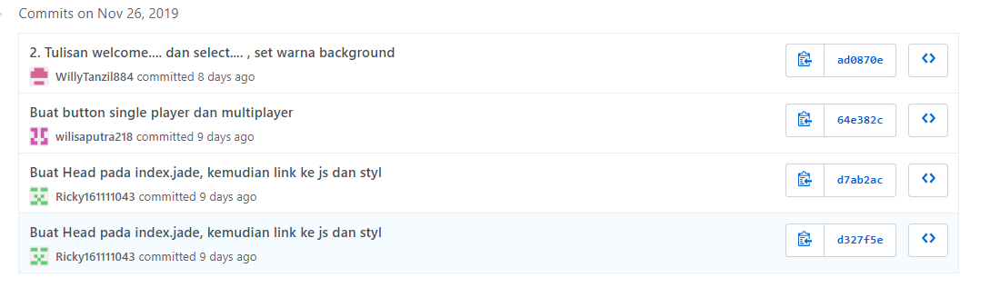 Commits on Nov 26, 2019
2. Tulisan welcome.... dan select.... , set warna background
ad0870e
WillyTanzil884 committed 8 days ago
Buat button single player dan multiplayer
64e382c
wilisaputra218 committed 9 days ago
Buat Head pada index.jade, kemudian link ke js dan styl
d7ab2ac
Ricky161111043 committed 9 days ago
Buat Head pada index.jade, kemudian link ke js dan styl
d327f5e
Ricky161111043 committed 9 days ago